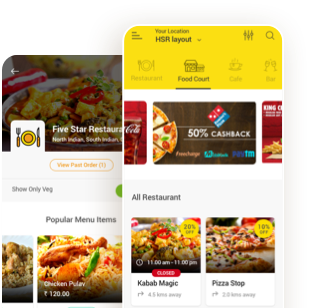 Your Location
HSR layout
Restaurant
Food Court
Cafe
Bar
Five Star Restaura
North Indian, South Indian,
View Past Order (1)
Show Only Veg
Popular Menu Items
Chicken Pulav
₹ 120.00
Coca-Cola
50% CASHBACK
Freecharge
paytm
KING C
All Restaurant
20%
OFF
11:00 am - 11:00 pm
CLOSED
Kabab Magic
4.5 kms away
10%
OFF
Pizza Stop
2.0 kms away